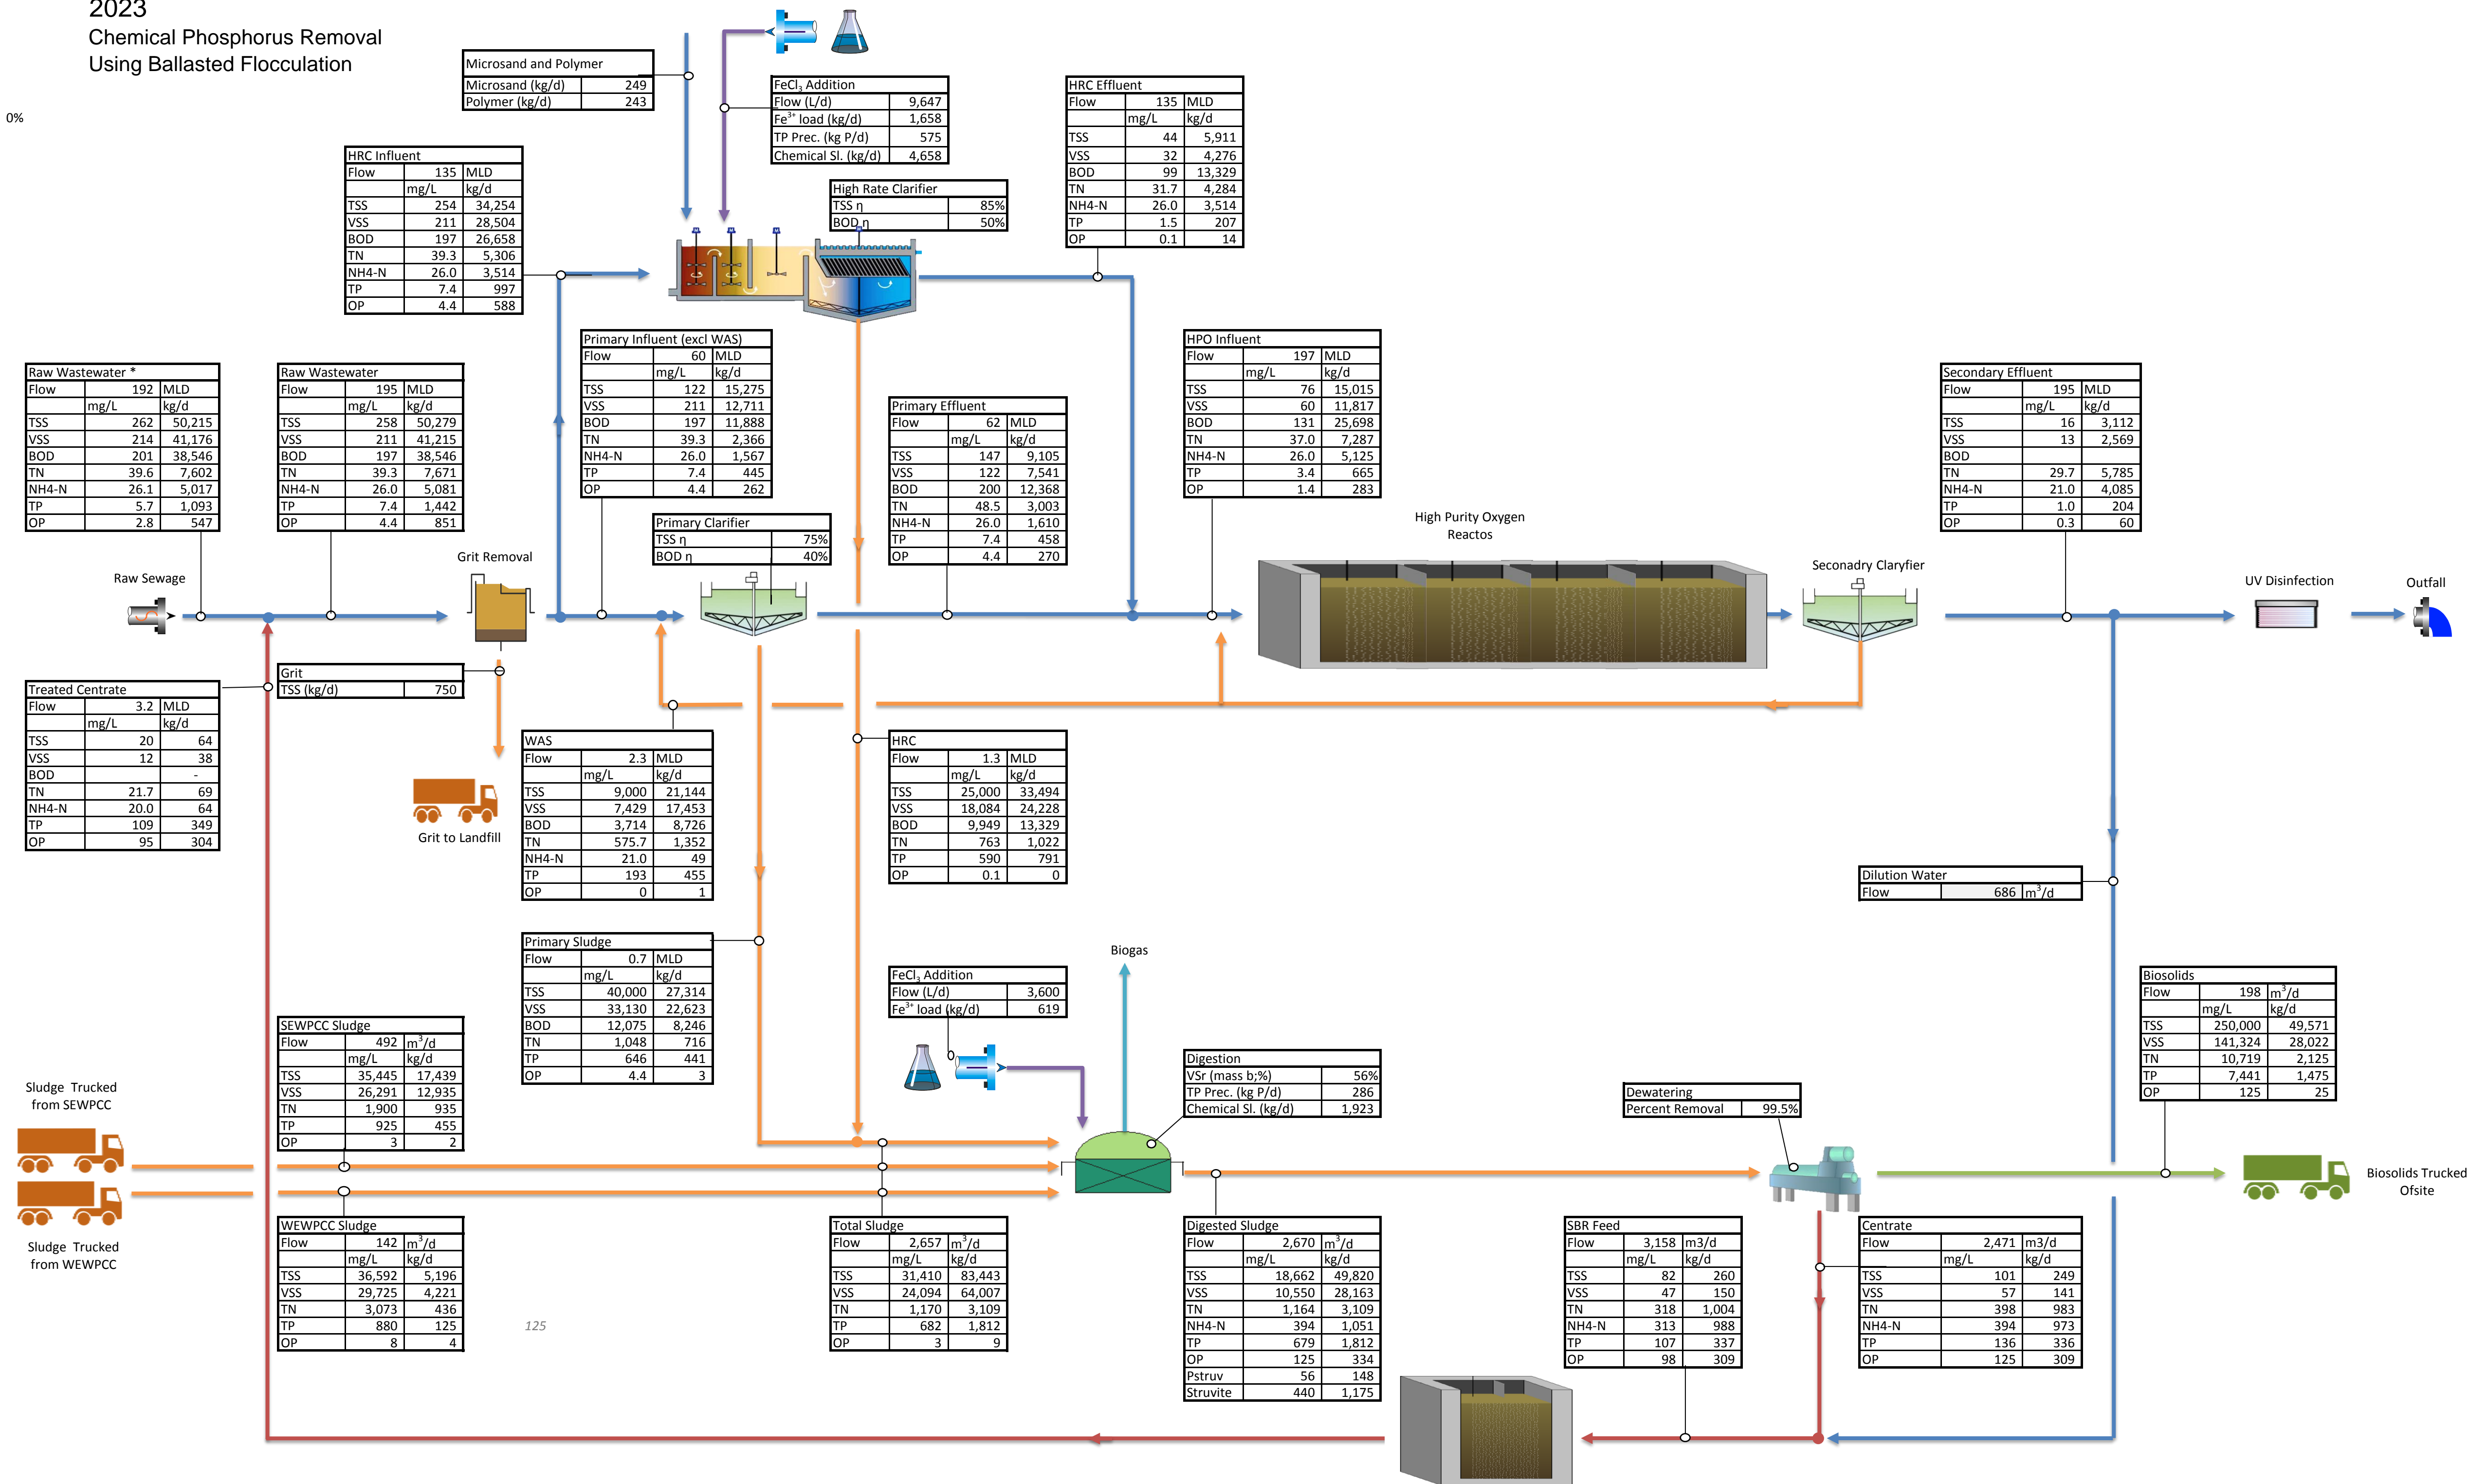 2023
Chemical Phosphorus Removal
Using Ballasted Flocculation
0%
Microsand and Polymer
Microsand (kg/d) 249
Polymer (kg/d) 243
FeCl₃ Addition
Flow (L/d) 9,647
Fe³⁺ load (kg/d) 1,658
TP Prec. (kg P/d) 575
Chemical Sl. (kg/d) 4,658
HRC Effluent
Flow 135 MLD
mg/L kg/d
TSS 44 5,911
VSS 32 4,276
BOD 99 13,329
TN 31.7 4,284
NH4-N 26.0 3,514
TP 1.5 207
OP 0.1 14
HRC Influent
Flow 135 MLD
mg/L kg/d
TSS 254 34,254
VSS 211 28,504
BOD 197 26,658
TN 39.3 5,306
NH4-N 26.0 3,514
TP 7.4 997
OP 4.4 588
High Rate Clarifier
TSS η 85%
BOD η 50%
Raw Wastewater *
Flow 192 MLD
mg/L kg/d
TSS 262 50,215
VSS 214 41,176
BOD 201 38,546
TN 39.6 7,602
NH4-N 26.1 5,017
TP 5.7 1,093
OP 2.8 547
Raw Wastewater
Flow 195 MLD
mg/L kg/d
TSS 258 50,279
VSS 211 41,215
BOD 197 38,546
TN 39.3 7,671
NH4-N 26.0 5,081
TP 7.4 1,442
OP 4.4 851
Primary Influent (excl WAS)
Flow 60 MLD
mg/L kg/d
TSS 122 15,275
VSS 211 12,711
BOD 197 11,888
TN 39.3 2,366
NH4-N 26.0 1,567
TP 7.4 445
OP 4.4 262
Primary Effluent
Flow 62 MLD
mg/L kg/d
TSS 147 9,105
VSS 122 7,541
BOD 200 12,368
TN 48.5 3,003
NH4-N 26.0 1,610
TP 7.4 458
OP 4.4 270
HPO Influent
Flow 197 MLD
mg/L kg/d
TSS 76 15,015
VSS 60 11,817
BOD 131 25,698
TN 37.0 7,287
NH4-N 26.0 5,125
TP 3.4 665
OP 1.4 283
Secondary Effluent
Flow 195 MLD
mg/L kg/d
TSS 16 3,112
VSS 13 2,569
BOD
TN 29.7 5,785
NH4-N 21.0 4,085
TP 1.0 204
OP 0.3 60
Primary Clarifier
TSS η 75%
BOD η 40%
High Purity Oxygen
Reactos
Grit Removal
Raw Sewage
Seconadry Claryfier
UV Disinfection
Outfall
Grit
TSS (kg/d) 750
Treated Centrate
Flow 3.2 MLD
mg/L kg/d
TSS 20 64
VSS 12 38
BOD -
TN 21.7 69
NH4-N 20.0 64
TP 109 349
OP 95 304
Grit to Landfill
WAS
Flow 2.3 MLD
mg/L kg/d
TSS 9,000 21,144
VSS 7,429 17,453
BOD 3,714 8,726
TN 575.7 1,352
NH4-N 21.0 49
TP 193 455
OP 0 1
HRC
Flow 1.3 MLD
mg/L kg/d
TSS 25,000 33,494
VSS 18,084 24,228
BOD 9,949 13,329
TN 763 1,022
TP 590 791
OP 0.1 0
Dilution Water
Flow 686 m³/d
Primary Sludge
Flow 0.7 MLD
mg/L kg/d
TSS 40,000 27,314
VSS 33,130 22,623
BOD 12,075 8,246
TN 1,048 716
TP 646 441
OP 4.4 3
FeCl₃ Addition
Flow (L/d) 3,600
Fe³⁺ load (kg/d) 619
Biogas
Biosolids
Flow 198 m³/d
mg/L kg/d
TSS 250,000 49,571
VSS 141,324 28,022
TN 10,719 2,125
TP 7,441 1,475
OP 125 25
SEWPCC Sludge
Flow 492 m³/d
mg/L kg/d
TSS 35,445 17,439
VSS 26,291 12,935
TN 1,900 935
TP 925 455
OP 3 2
Digestion
VSr (mass b;%) 56%
TP Prec. (kg P/d) 286
Chemical Sl. (kg/d) 1,923
Dewatering
Percent Removal 99.5%
Sludge Trucked
from SEWPCC
Biosolids Trucked
Ofsite
Sludge Trucked
from WEWPCC
WEWPCC Sludge
Flow 142 m³/d
mg/L kg/d
TSS 36,592 5,196
VSS 29,725 4,221
TN 3,073 436
TP 880 125
OP 8 4
125
Total Sludge
Flow 2,657 m³/d
mg/L kg/d
TSS 31,410 83,443
VSS 24,094 64,007
TN 1,170 3,109
TP 682 1,812
OP 3 9
Digested Sludge
Flow 2,670 m³/d
mg/L kg/d
TSS 18,662 49,820
VSS 10,550 28,163
TN 1,164 3,109
NH4-N 394 1,051
TP 679 1,812
OP 125 334
Pstruv 56 148
Struvite 440 1,175
SBR Feed
Flow 3,158 m3/d
mg/L kg/d
TSS 82 260
VSS 47 150
TN 318 1,004
NH4-N 313 988
TP 107 337
OP 98 309
Centrate
Flow 2,471 m3/d
mg/L kg/d
TSS 101 249
VSS 57 141
TN 398 983
NH4-N 394 973
TP 136 336
OP 125 309